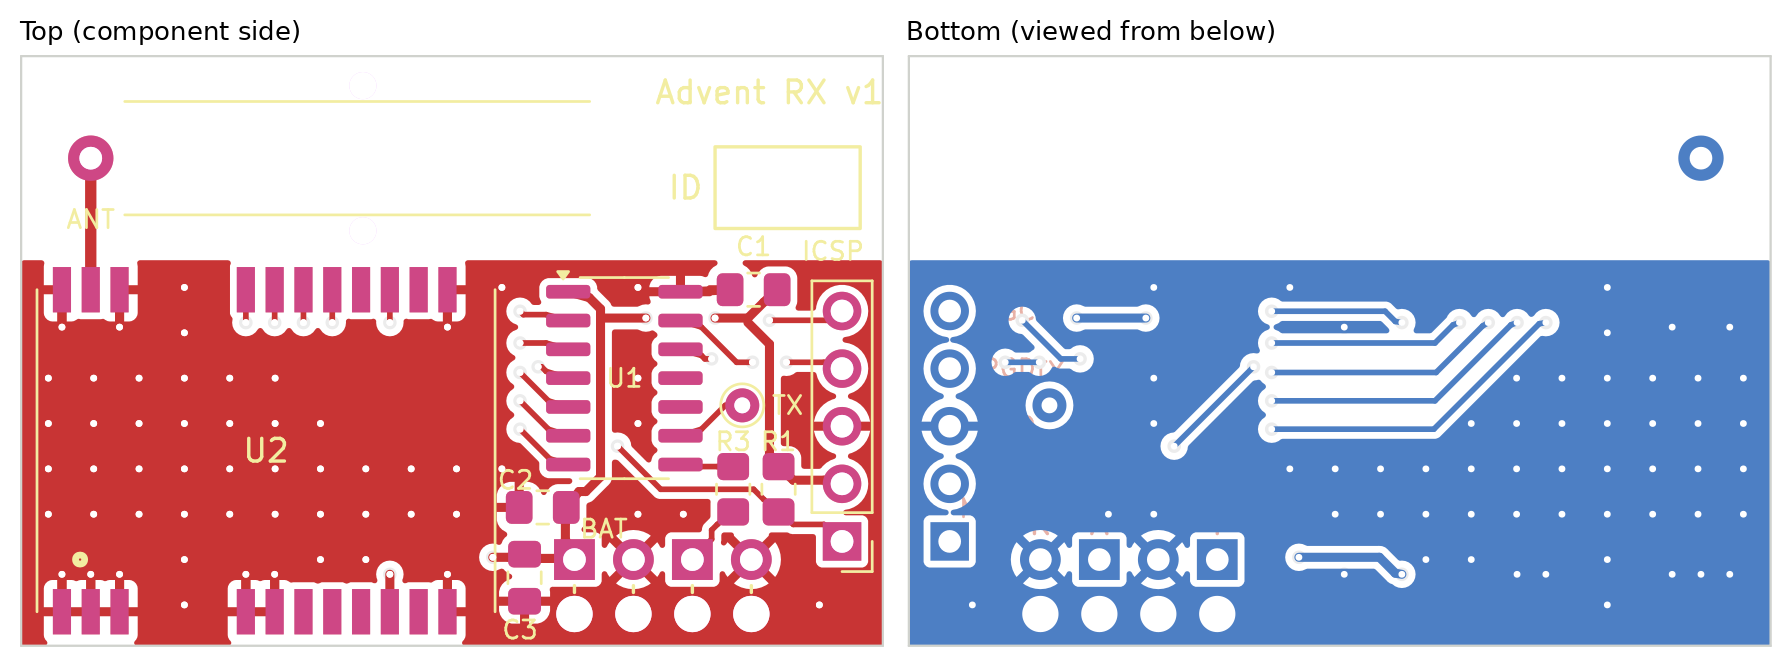 Top (component side)
Bottom (viewed from below)
Advent RX v1
ID
ANT
C1
ICSP
U1
TX
R3
R1
U2
C2
BAT
C3